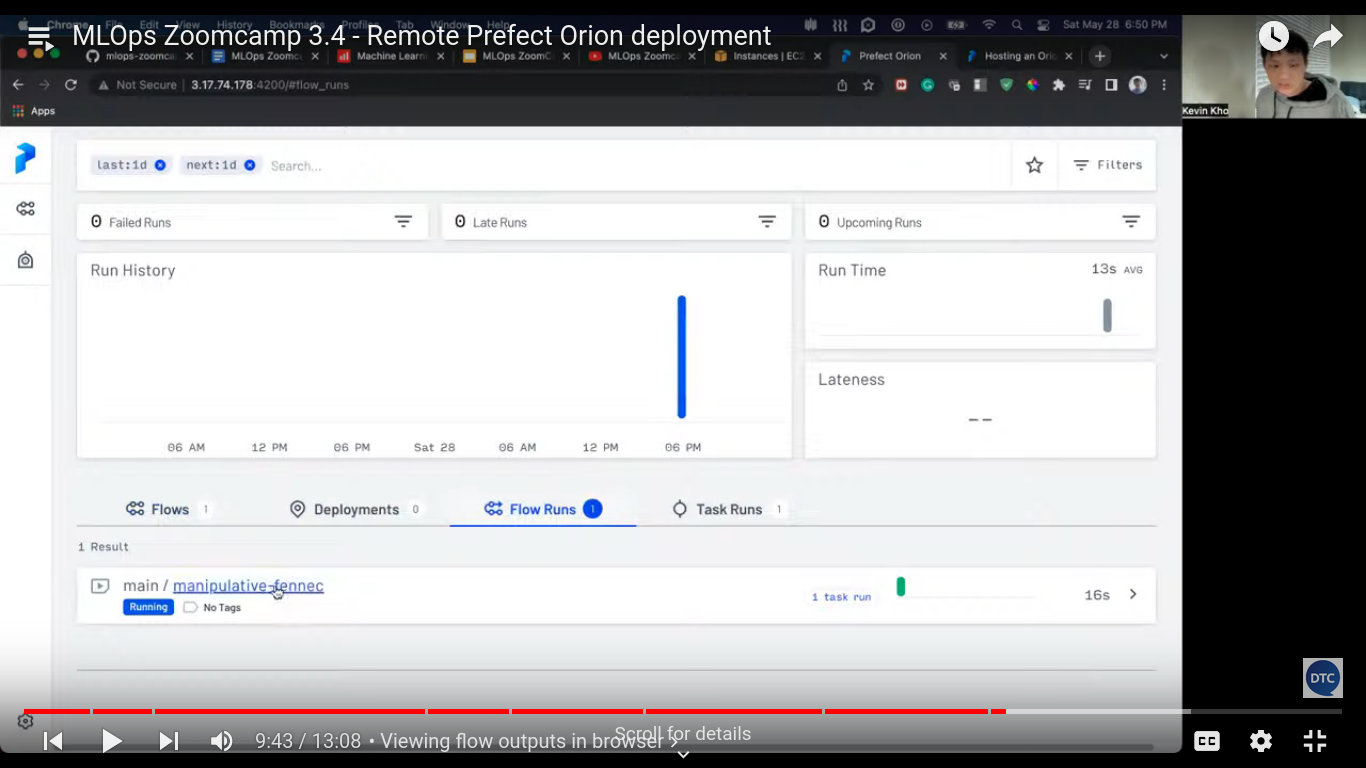 Chrome File Edit View History Bookmarks Profiles Tab Window Help Sat May 28 6:50 PM
MLOps Zoomcamp 3.4 - Remote Prefect Orion deployment
mlops-zoomca MLOps Zoomc Machine Learn MLOps ZoomC MLOps Zoomc Instances | EC2 Prefect Orion Hosting an Orio
Not Secure 3.17.74.178:4200/#flow_runs
Apps
Kevin Kho
last:1d next:1d Search... Filters
0 Failed Runs 0 Late Runs 0 Upcoming Runs
Run History
Run Time 13s AVG
Lateness
--
06 AM 12 PM 06 PM Sat 28 06 AM 12 PM 06 PM
Flows 1 Deployments 0 Flow Runs 1 Task Runs 1
1 Result
main / manipulative-fennec
Running No Tags
1 task run 16s
DTC
9:43 / 13:08 • Viewing flow outputs in browser
Scroll for details
CC